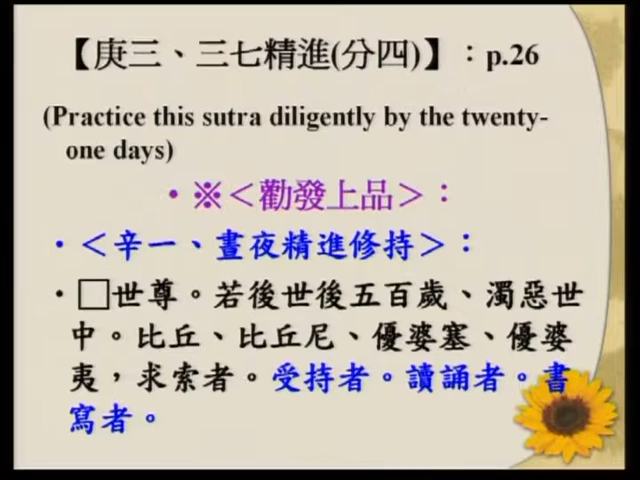 【庚三、三七精進(分四)】：p.26
(Practice this sutra diligently by the twenty-
one days)
•※＜勸發上品＞：
•＜辛一、晝夜精進修持＞：
•□世尊。若後世後五百歲、濁惡世
中。比丘、比丘尼、優婆塞、優婆
夷，求索者。受持者。讀誦者。書
寫者。